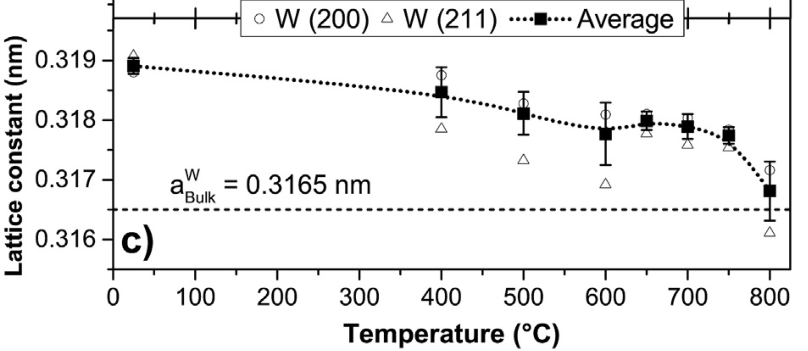 W (200) W (211) Average
Lattice constant (nm)
0.319
0.318
0.317
0.316
a^W_Bulk = 0.3165 nm
c)
0 100 200 300 400 500 600 700 800
Temperature (°C)